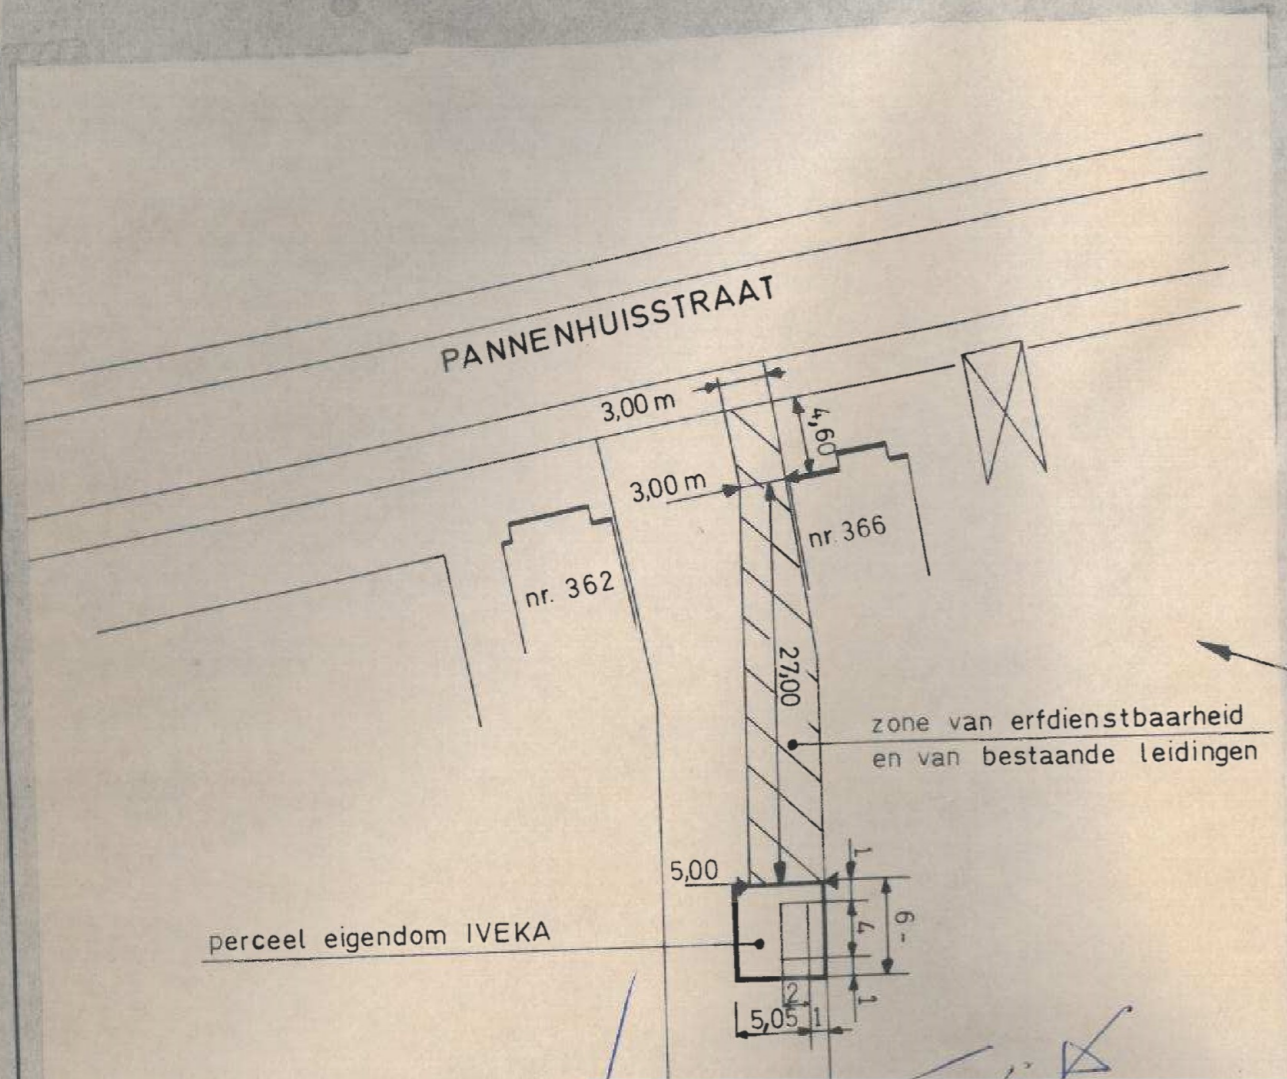 PANNENHUISSTRAAT
3,00 m
4,60
3,00 m
nr. 366
nr. 362
27,00
zone van erfdienstbaarheid
en van bestaande leidingen
5,00
1
perceel eigendom IVEKA
4
6-
2
1
5,05
1